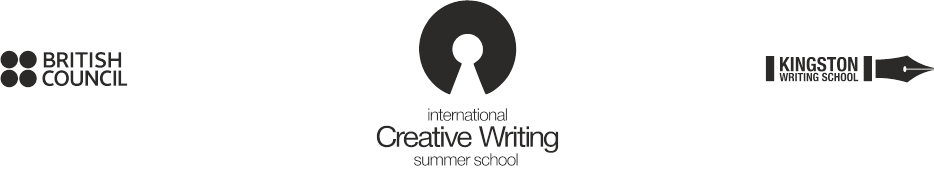 BRITISH
COUNCIL
international
Creative Writing
summer school
KINGSTON
WRITING SCHOOL